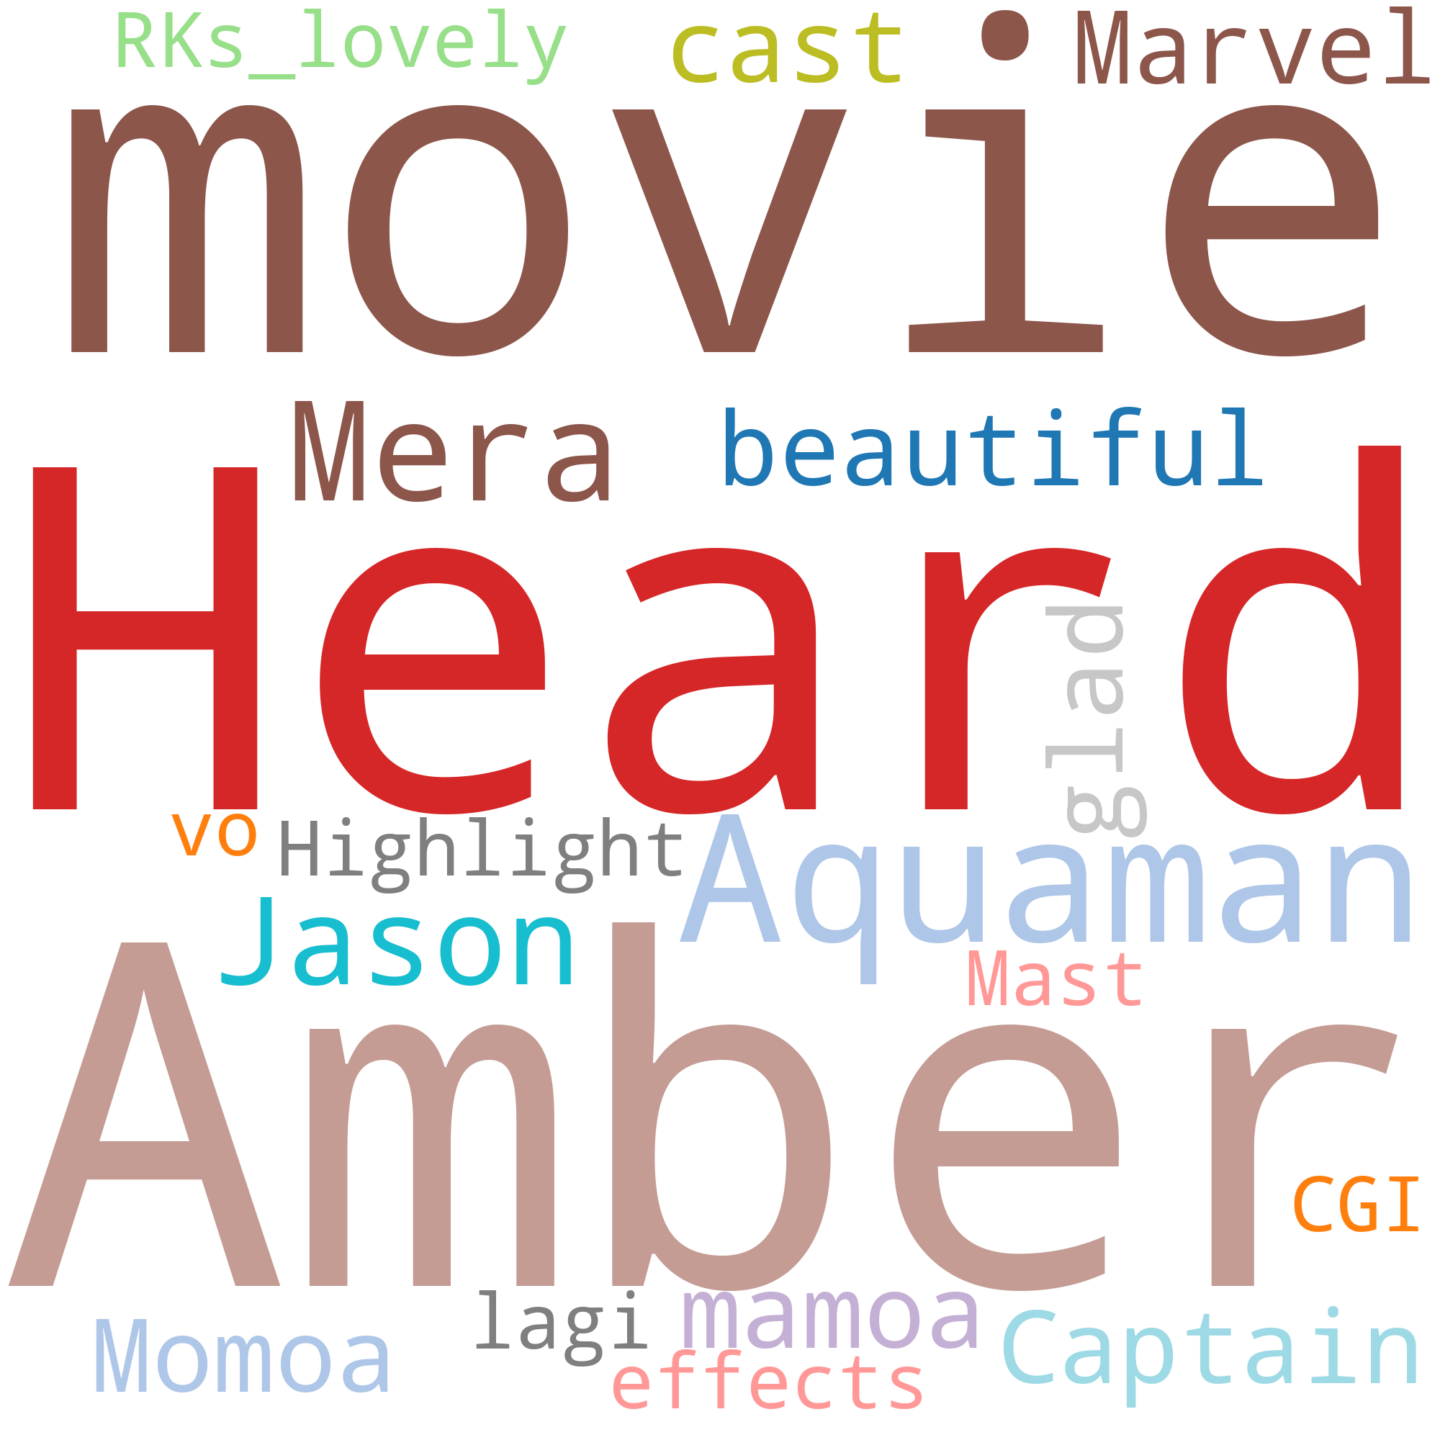 RKs_lovely cast Marvel
movie
Mera beautiful
Heard
glad
vo Highlight Aquaman
Jason Mast
Amber
CGI
Momoa lagi mamoa Captain
effects